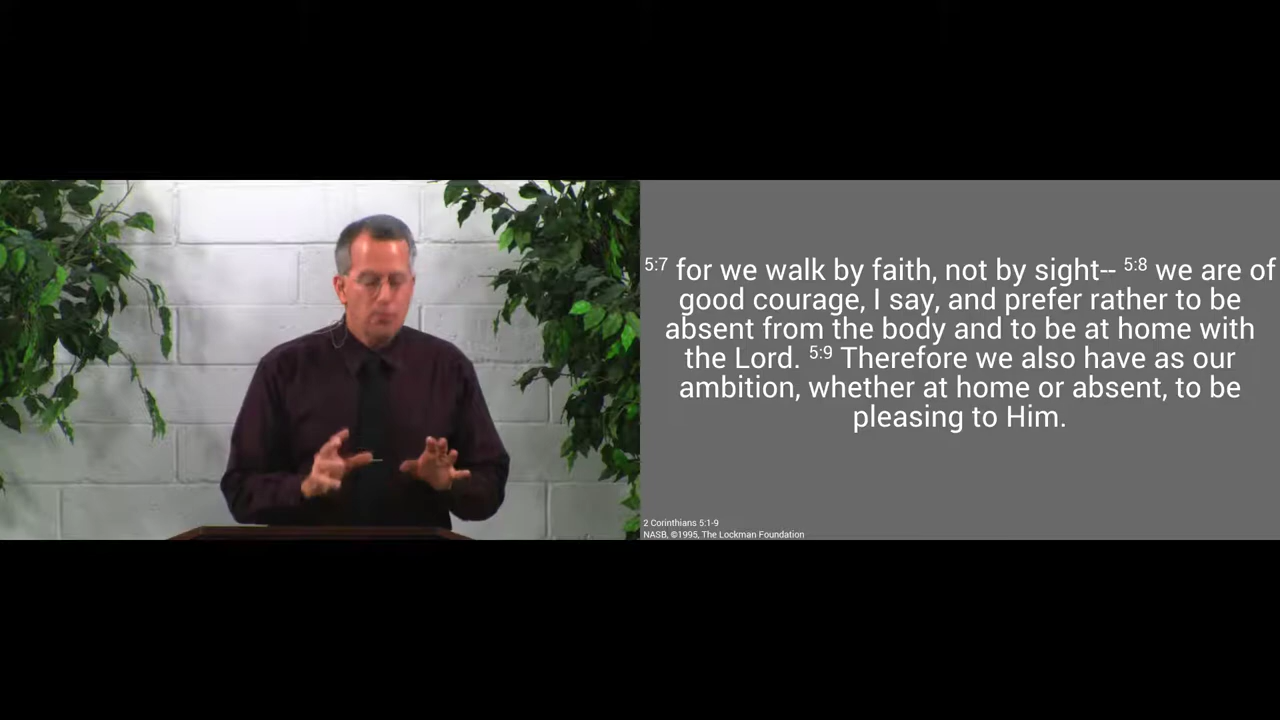 5:7 for we walk by faith, not by sight-- 5:8 we are of
good courage, I say, and prefer rather to be
absent from the body and to be at home with
the Lord. 5:9 Therefore we also have as our
ambition, whether at home or absent, to be
pleasing to Him.
2 Corinthians 5:1-9
NASB, ©1995, The Lockman Foundation